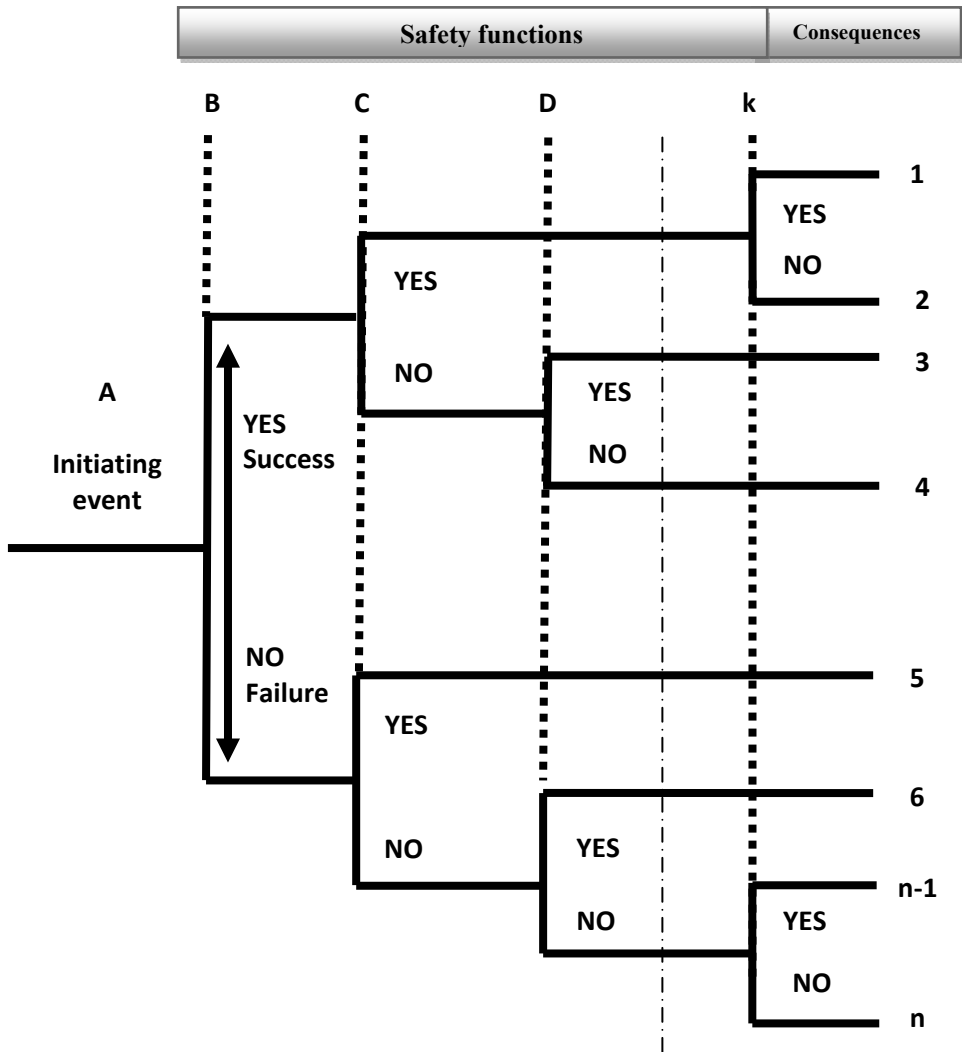 Safety functions
Consequences
B
C
D
k
1
YES
NO
2
YES
NO
3
YES
NO
4
A
Initiating
event
YES
Success
NO
Failure
5
YES
NO
6
YES
NO
n-1
YES
NO
n